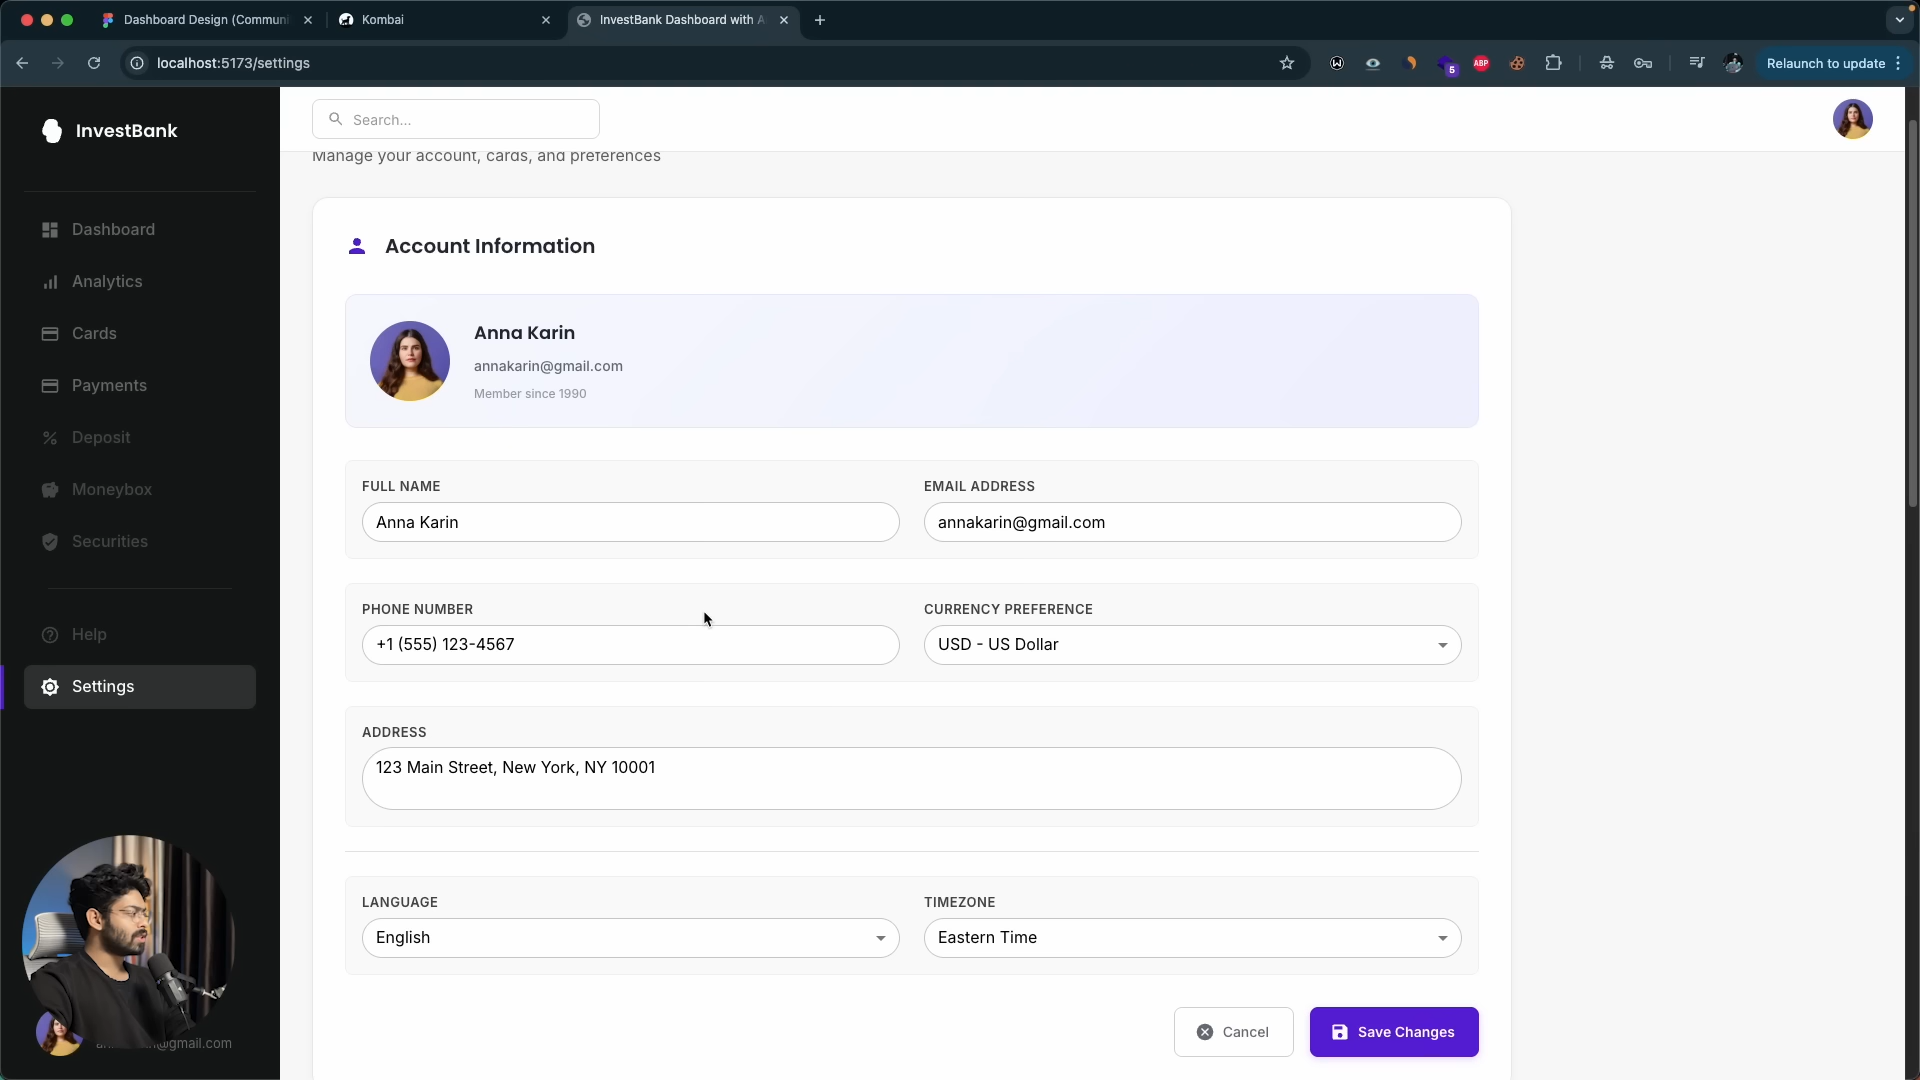 Dashboard Design (Communi
Kombai
InvestBank Dashboard with A
localhost:5173/settings
5
ABP
Relaunch to update
InvestBank
Search...
Manage your account, cards, and preferences
Dashboard
Analytics
Cards
Payments
Deposit
Moneybox
Securities
Help
Settings
Account Information
Anna Karin
annakarin@gmail.com
Member since 1990
FULL NAME
EMAIL ADDRESS
Anna Karin
annakarin@gmail.com
PHONE NUMBER
CURRENCY PREFERENCE
+1 (555) 123-4567
USD - US Dollar
ADDRESS
123 Main Street, New York, NY 10001
LANGUAGE
TIMEZONE
English
Eastern Time
Cancel
Save Changes
@gmail.com